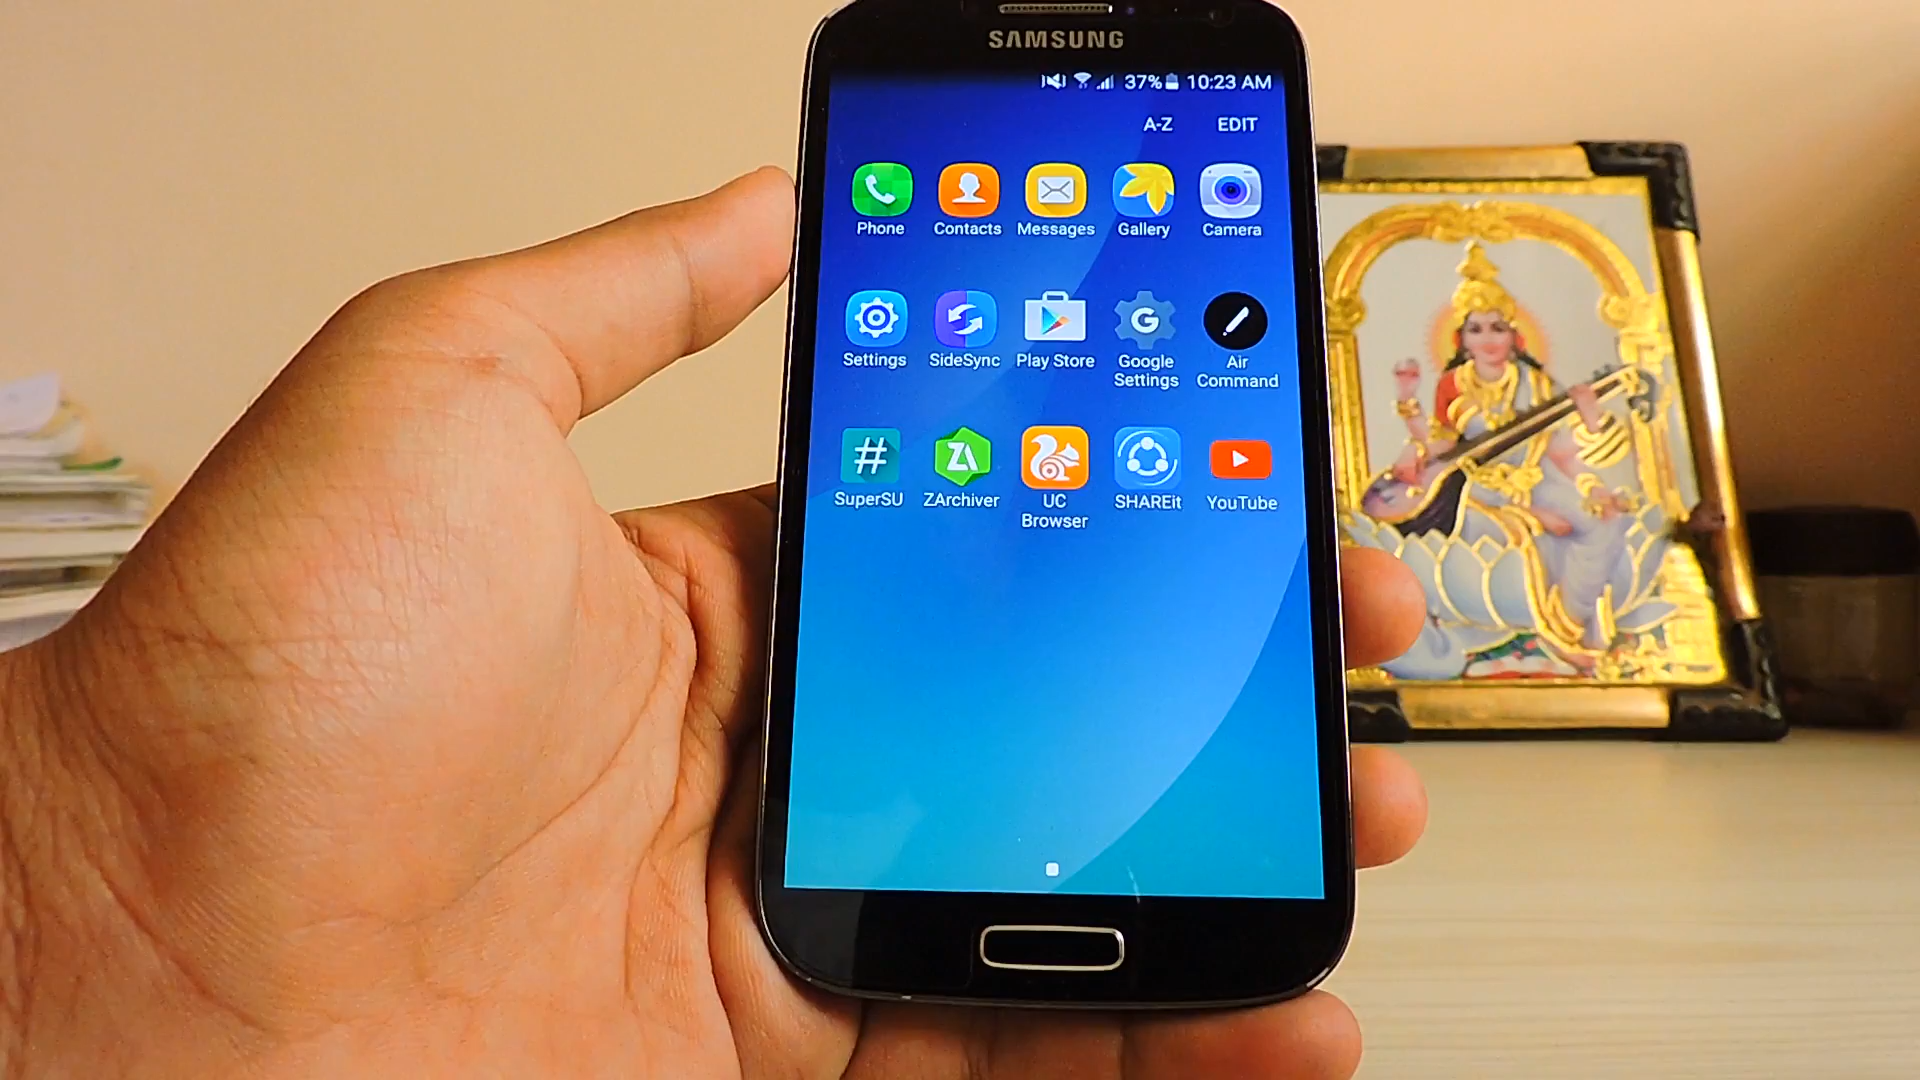 SAMSUNG
37% 10:23 AM
A-Z EDIT
Phone Contacts Messages Gallery Camera
Settings SideSync Play Store Google Settings Air Command
SuperSU ZArchiver UC Browser SHAREit YouTube